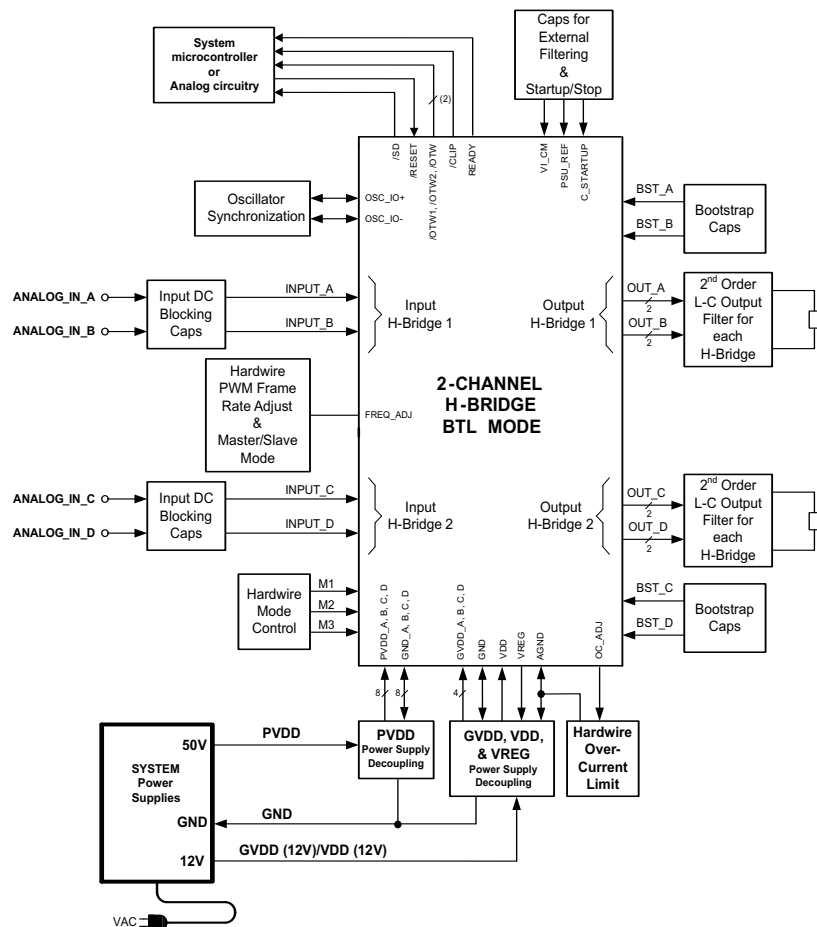 Caps for
External
Filtering
&
Startup/Stop
System
microcontroller
or
Analog circuitry
(2)
/SD
/RESET
/OTW1, /OTW2, /OTW
/CLIP
READY
VI_CM
PSU_REF
C_STARTUP
Oscillator
Synchronization
OSC_IO+
OSC_IO-
BST_A
BST_B
Bootstrap
Caps
ANALOG_IN_A
ANALOG_IN_B
Input DC
Blocking
Caps
INPUT_A
INPUT_B
Input
H-Bridge 1
Output
H-Bridge 1
OUT_A
2
OUT_B
2
2nd Order
L-C Output
Filter for
each
H-Bridge
Hardwire
PWM Frame
Rate Adjust
&
Master/Slave
Mode
FREQ_ADJ
2-CHANNEL
H-BRIDGE
BTL MODE
ANALOG_IN_C
ANALOG_IN_D
Input DC
Blocking
Caps
INPUT_C
INPUT_D
Input
H-Bridge 2
Output
H-Bridge 2
OUT_C
2
OUT_D
2
2nd Order
L-C Output
Filter for
each
H-Bridge
Hardwire
Mode
Control
M1
M2
M3
BST_C
BST_D
Bootstrap
Caps
PVDD_A, B, C, D
GND_A, B, C, D
GVDD_A, B, C, D
GND
VDD
VREG
AGND
OC_ADJ
8
8
4
PVDD
Power Supply
Decoupling
GVDD, VDD,
& VREG
Power Supply
Decoupling
Hardwire
Over-
Current
Limit
SYSTEM
Power
Supplies
50V
GND
12V
PVDD
GND
GVDD (12V)/VDD (12V)
VAC